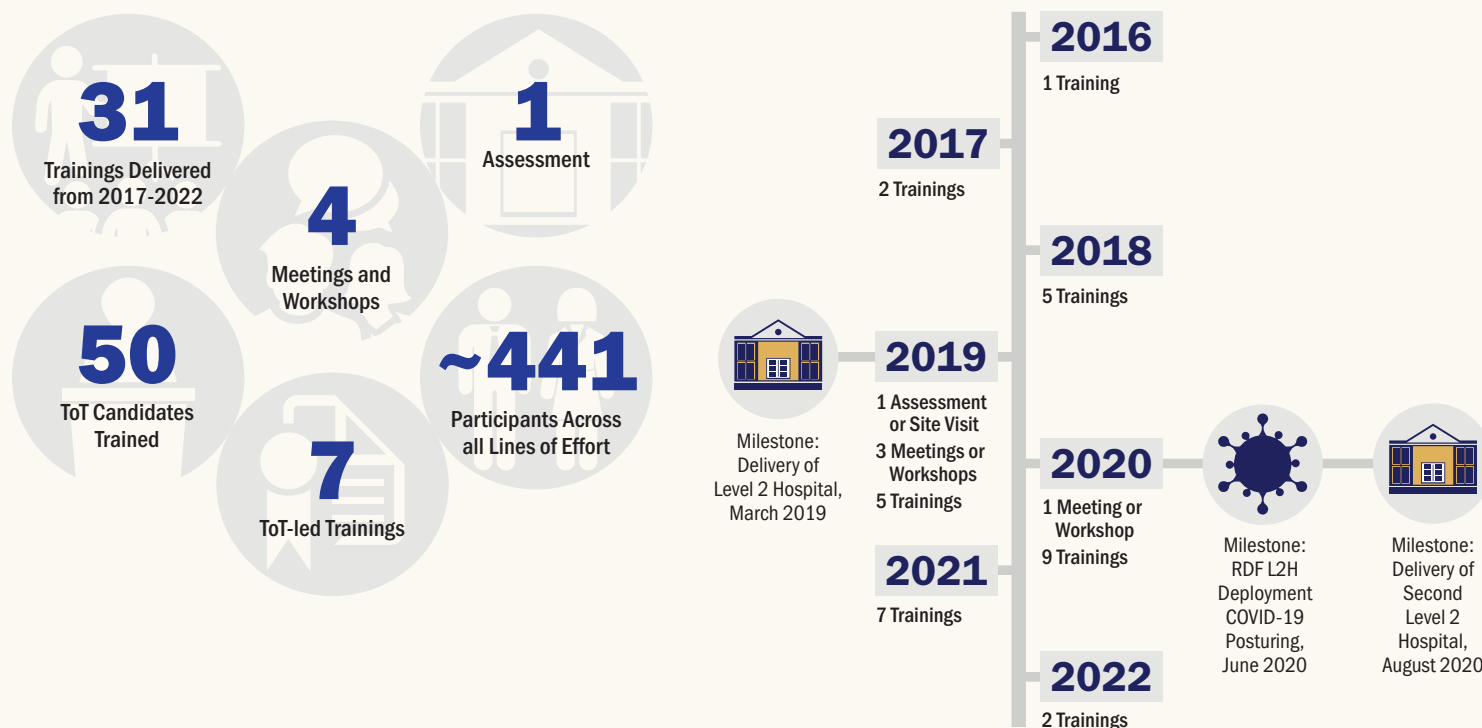 31
Trainings Delivered
from 2017-2022
1
Assessment
4
Meetings and
Workshops
50
ToT Candidates
Trained
~441
Participants Across
all Lines of Effort
7
ToT-led Trainings
2016
1 Training
2017
2 Trainings
2018
5 Trainings
2019
1 Assessment
or Site Visit
3 Meetings or
Workshops
5 Trainings
Milestone:
Delivery of
Level 2 Hospital,
March 2019
2020
1 Meeting or
Workshop
9 Trainings
Milestone:
RDF L2H
Deployment
COVID-19
Posturing,
June 2020
Milestone:
Delivery of
Second
Level 2
Hospital,
August 2020
2021
7 Trainings
2022
2 Trainings